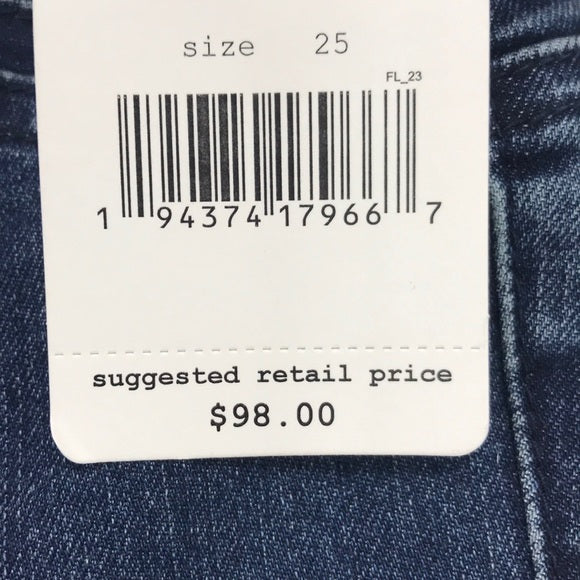 size 25
FL_23
1 94374 17966 7
suggested retail price
$98.00